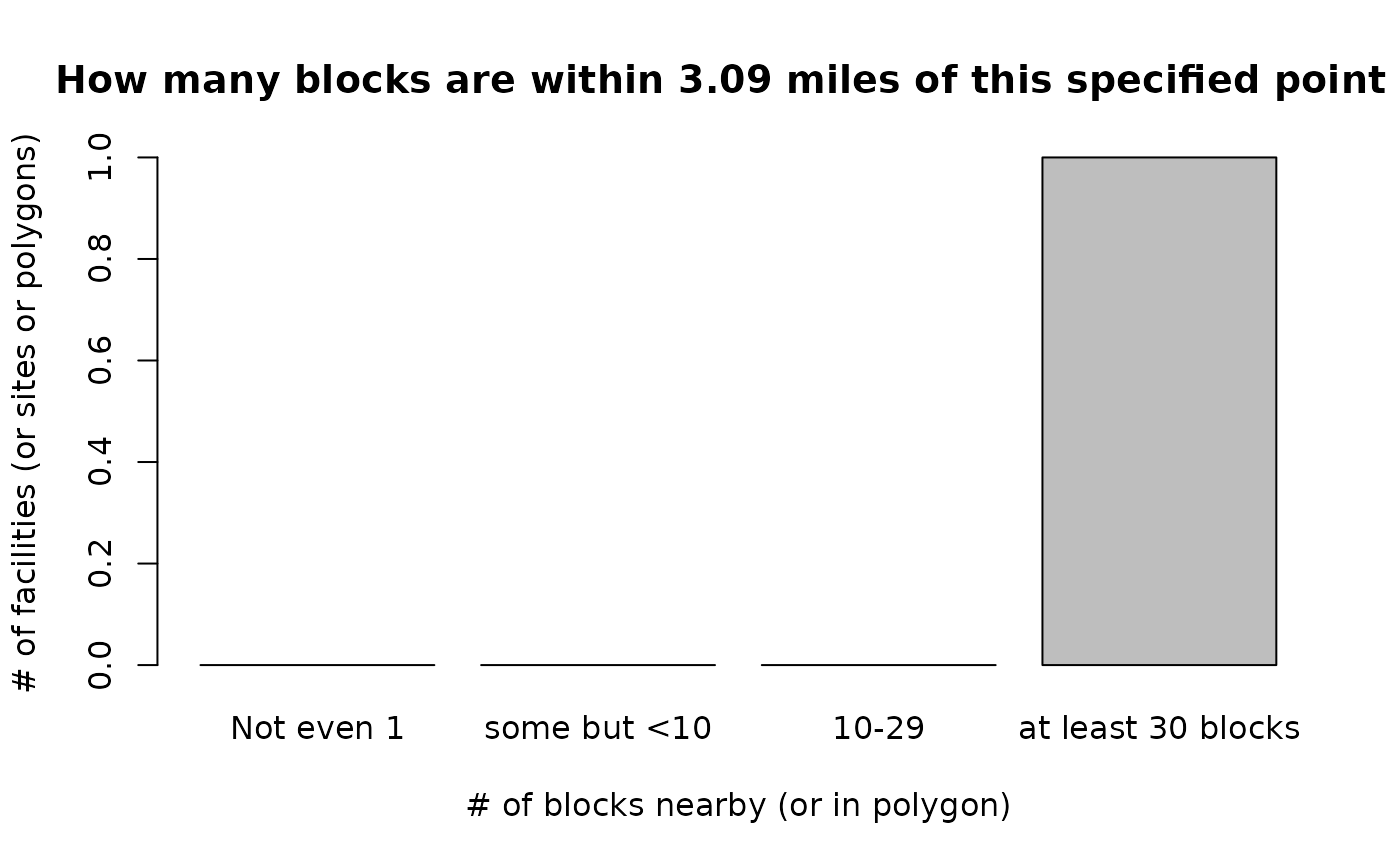 How many blocks are within 3.09 miles of this specified point
# of facilities (or sites or polygons)
1.0
0.8
0.6
0.4
0.2
0.0
Not even 1
some but <10
10-29
at least 30 blocks
# of blocks nearby (or in polygon)